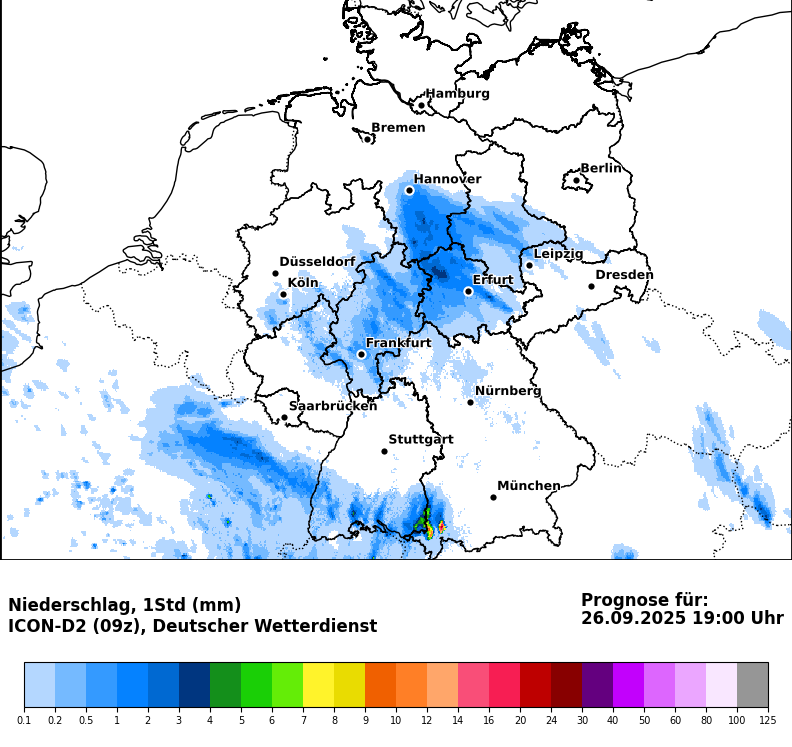 Hamburg
Bremen
Hannover
Berlin
Düsseldorf
Leipzig
Köln
Erfurt
Dresden
Frankfurt
Nürnberg
Saarbrücken
Stuttgart
München
Niederschlag, 1Std (mm)
ICON-D2 (09z), Deutscher Wetterdienst
Prognose für:
26.09.2025 19:00 Uhr
0.1 0.2 0.5 1 2 3 4 5 6 7 8 9 10 12 14 16 20 24 30 40 50 60 80 100 125